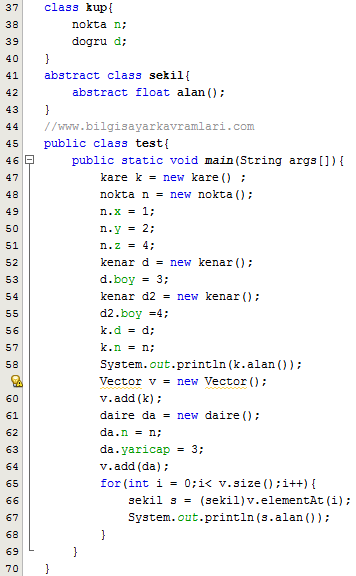 37 class kup{
38 nokta n;
39 dogru d;
40 }
41 abstract class sekil{
42 abstract float alan();
43 }
44 //www.bilgisayarkavramlari.com
45 public class test{
46 public static void main(String args[]){
47 kare k = new kare() ;
48 nokta n = new nokta();
49 n.x = 1;
50 n.y = 2;
51 n.z = 4;
52 kenar d = new kenar();
53 d.boy = 3;
54 kenar d2 = new kenar();
55 d2.boy =4;
56 k.d = d;
57 k.n = n;
58 System.out.println(k.alan());
Vector v = new Vector();
60 v.add(k);
61 daire da = new daire();
62 da.n = n;
63 da.yaricap = 3;
64 v.add(da);
65 for(int i = 0;i< v.size();i++){
66 sekil s = (sekil)v.elementAt(i);
67 System.out.println(s.alan());
68 }
69 }
70 }